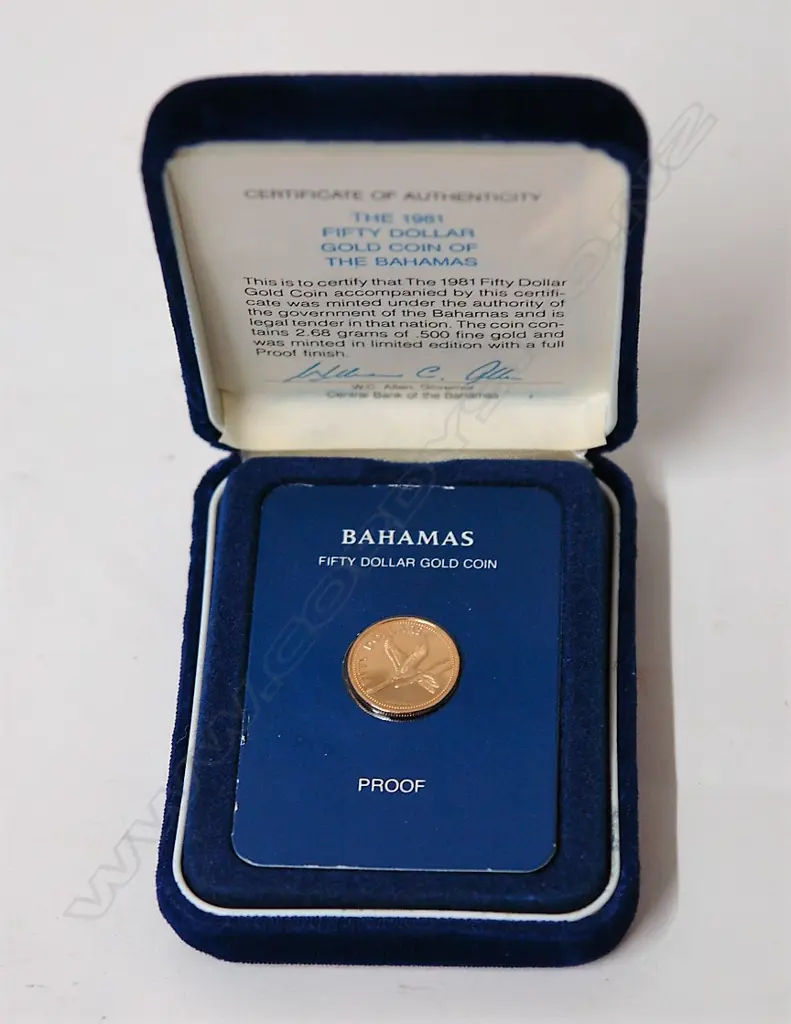 CERTIFICATE OF AUTHENTICITY
THE 1981
FIFTY DOLLAR
GOLD COIN OF
THE BAHAMAS
This is to certify that The 1981 Fifty Dollar
Gold Coin accompanied by this certifi-
cate was minted under the authority of
the government of the Bahamas and is
legal tender in that nation. The coin con-
tains 2.68 grams of .500 fine gold and
was minted in limited edition with a full
Proof finish.
William C. Allen
W.C. Allen, Governor
Central Bank of the Bahamas
BAHAMAS
FIFTY DOLLAR GOLD COIN
PROOF